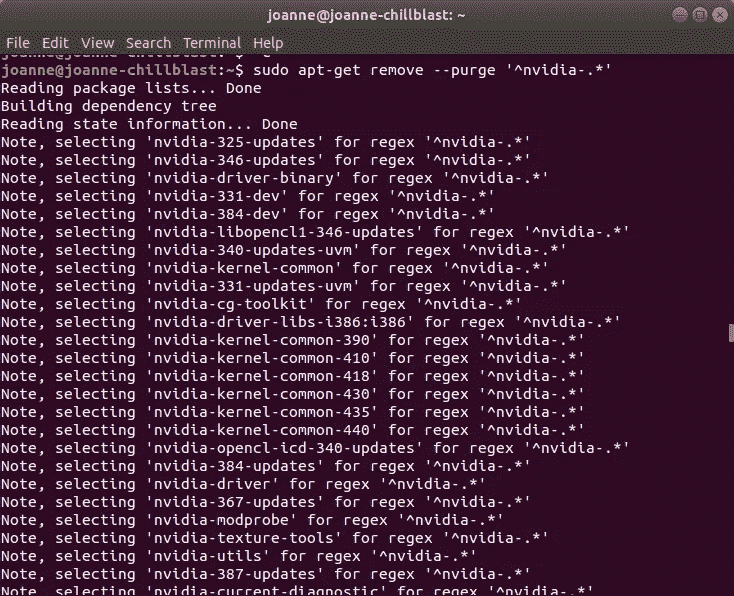 joanne@joanne-chillblast: ~
File Edit View Search Terminal Help
joanne@joanne-chillblast:~$ ^C
joanne@joanne-chillblast:~$ sudo apt-get remove --purge '^nvidia-.*'
Reading package lists... Done
Building dependency tree
Reading state information... Done
Note, selecting 'nvidia-325-updates' for regex '^nvidia-.*'
Note, selecting 'nvidia-346-updates' for regex '^nvidia-.*'
Note, selecting 'nvidia-driver-binary' for regex '^nvidia-.*'
Note, selecting 'nvidia-331-dev' for regex '^nvidia-.*'
Note, selecting 'nvidia-384-dev' for regex '^nvidia-.*'
Note, selecting 'nvidia-libopencl1-346-updates' for regex '^nvidia-.*'
Note, selecting 'nvidia-340-updates-uvm' for regex '^nvidia-.*'
Note, selecting 'nvidia-kernel-common' for regex '^nvidia-.*'
Note, selecting 'nvidia-331-updates-uvm' for regex '^nvidia-.*'
Note, selecting 'nvidia-cg-toolkit' for regex '^nvidia-.*'
Note, selecting 'nvidia-driver-libs-i386:i386' for regex '^nvidia-.*'
Note, selecting 'nvidia-kernel-common-390' for regex '^nvidia-.*'
Note, selecting 'nvidia-kernel-common-410' for regex '^nvidia-.*'
Note, selecting 'nvidia-kernel-common-418' for regex '^nvidia-.*'
Note, selecting 'nvidia-kernel-common-430' for regex '^nvidia-.*'
Note, selecting 'nvidia-kernel-common-435' for regex '^nvidia-.*'
Note, selecting 'nvidia-kernel-common-440' for regex '^nvidia-.*'
Note, selecting 'nvidia-opencl-icd-340-updates' for regex '^nvidia-.*'
Note, selecting 'nvidia-384-updates' for regex '^nvidia-.*'
Note, selecting 'nvidia-driver' for regex '^nvidia-.*'
Note, selecting 'nvidia-367-updates' for regex '^nvidia-.*'
Note, selecting 'nvidia-modprobe' for regex '^nvidia-.*'
Note, selecting 'nvidia-texture-tools' for regex '^nvidia-.*'
Note, selecting 'nvidia-utils' for regex '^nvidia-.*'
Note, selecting 'nvidia-387-updates' for regex '^nvidia-.*'
Note, selecting 'nvidia-current-diagnostic' for regex '^nvidia-.*'